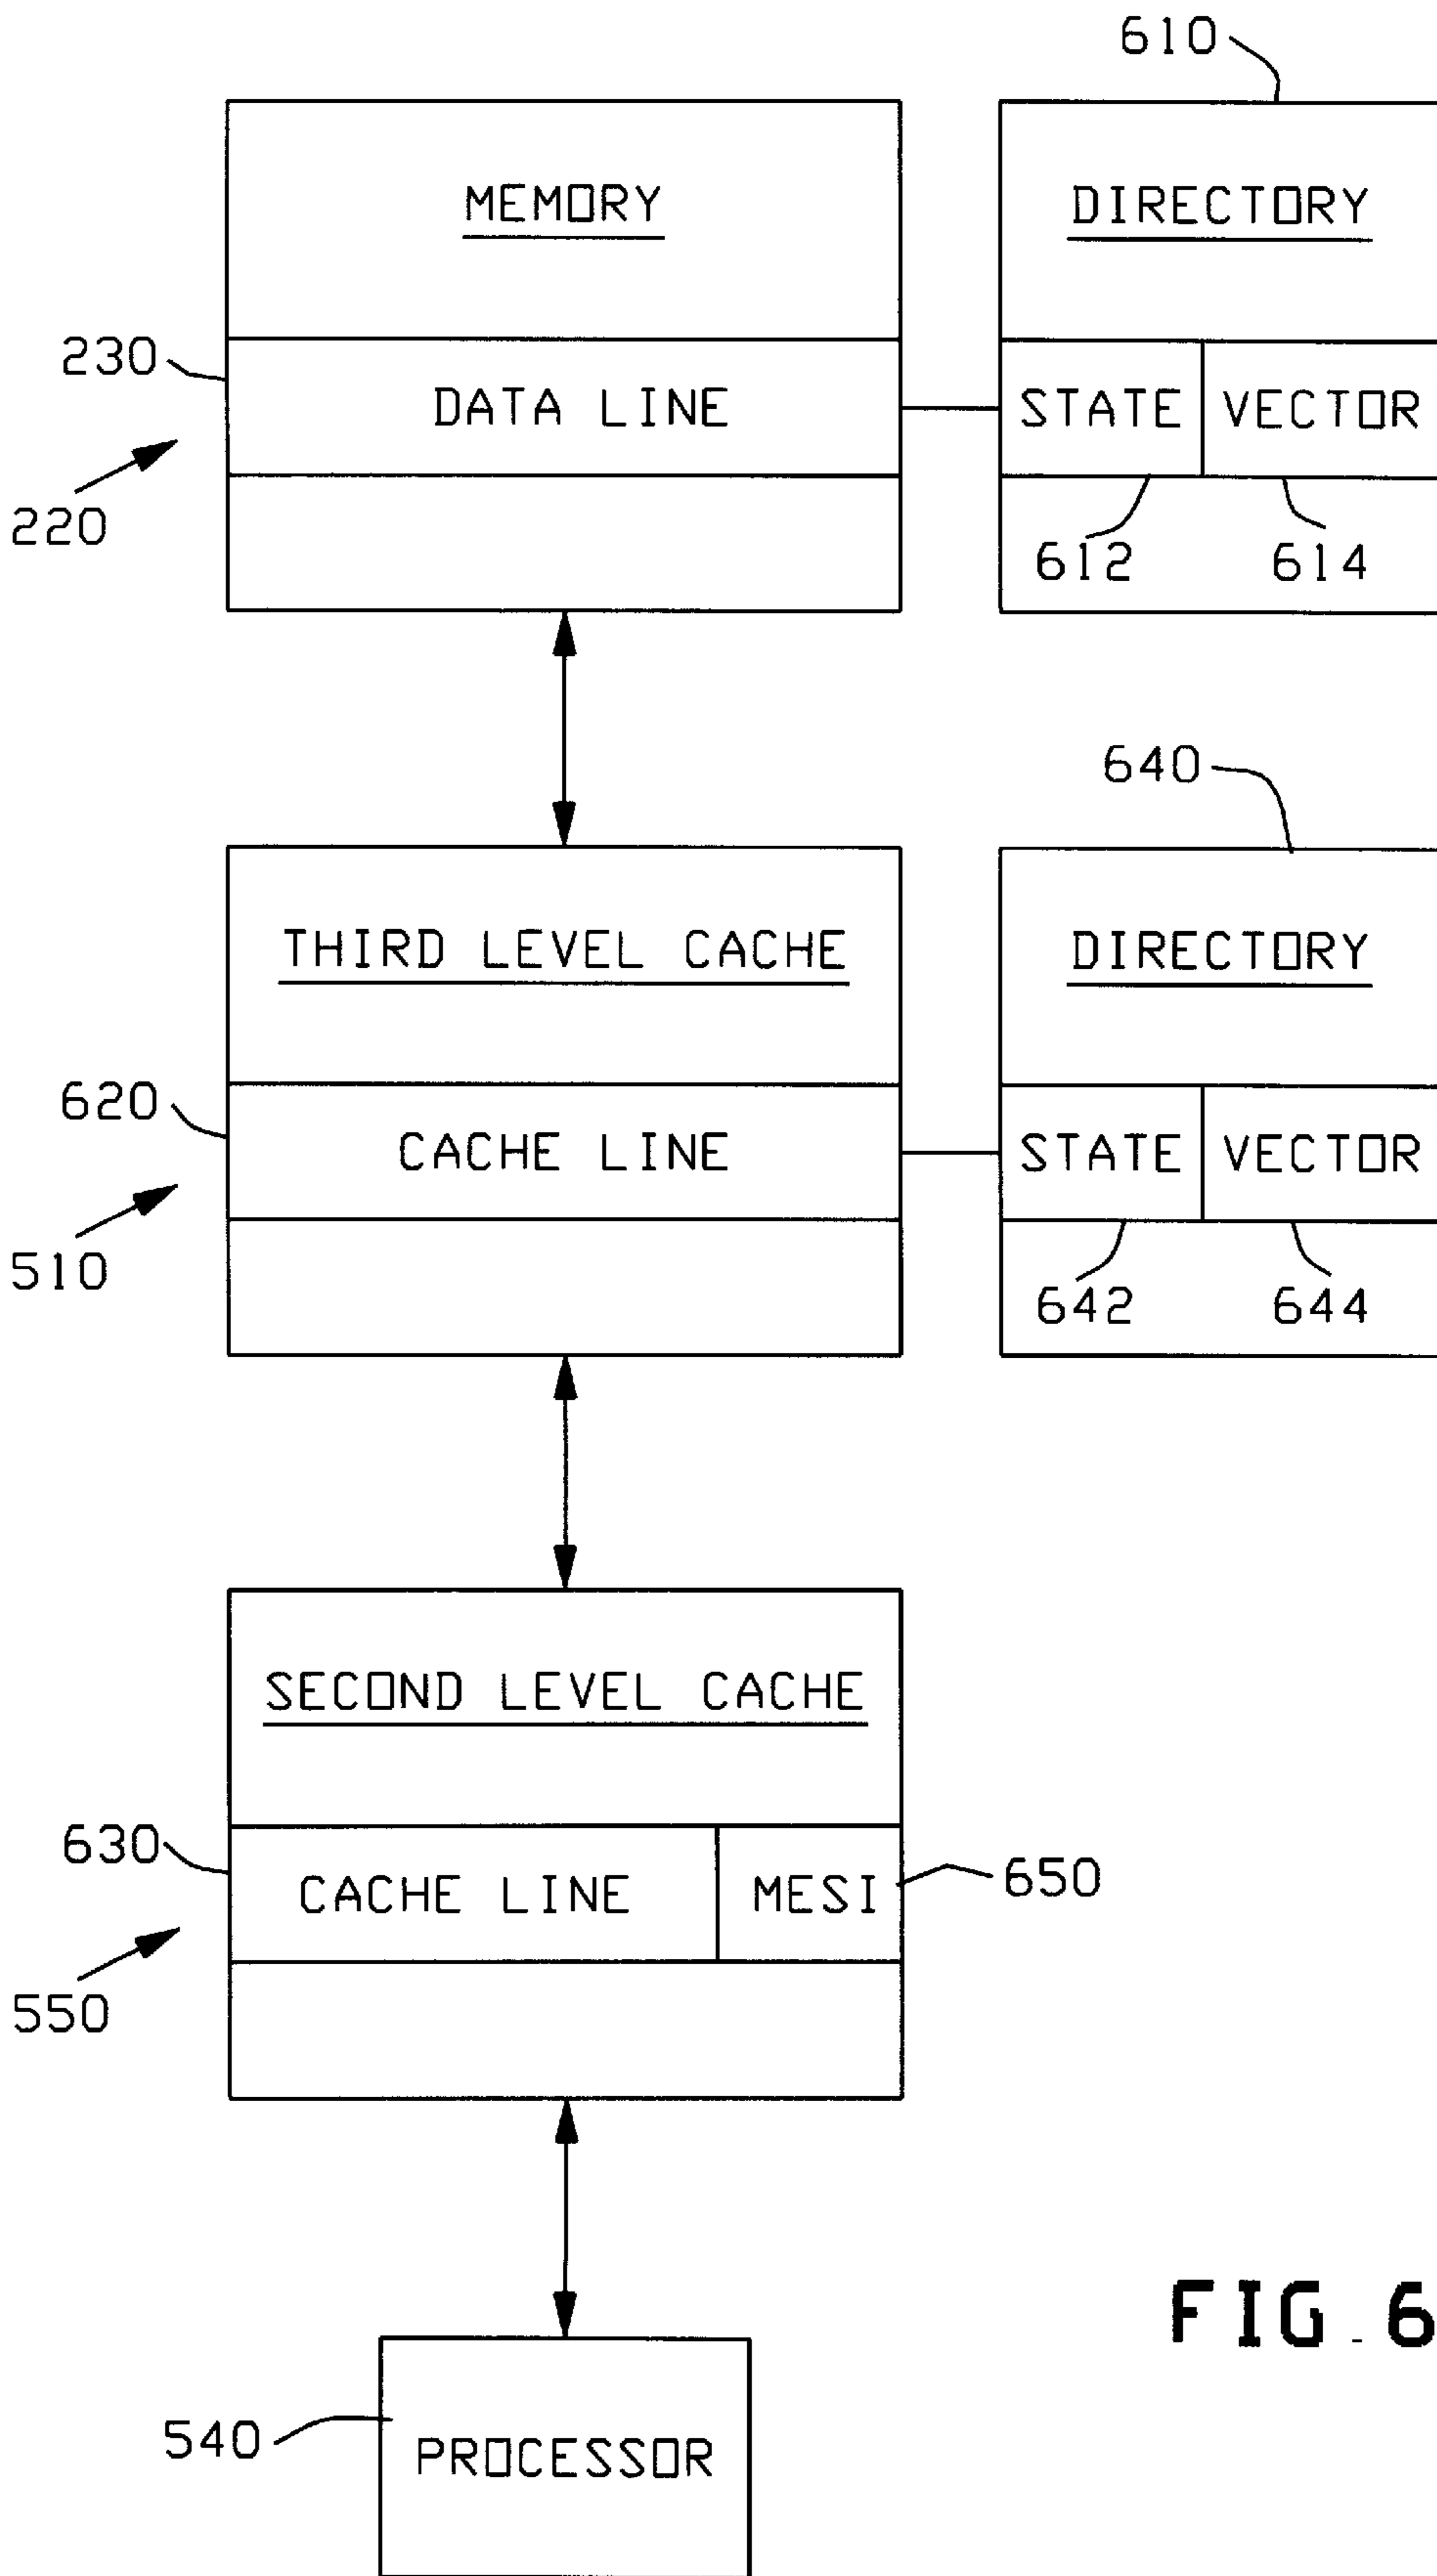 610
MEMORY
DIRECTORY
230
DATA LINE
STATE
VECTOR
220
612
614
640
THIRD LEVEL CACHE
DIRECTORY
620
CACHE LINE
STATE
VECTOR
510
642
644
SECOND LEVEL CACHE
630
CACHE LINE
MESI
650
550
FIG.6
540
PROCESSOR